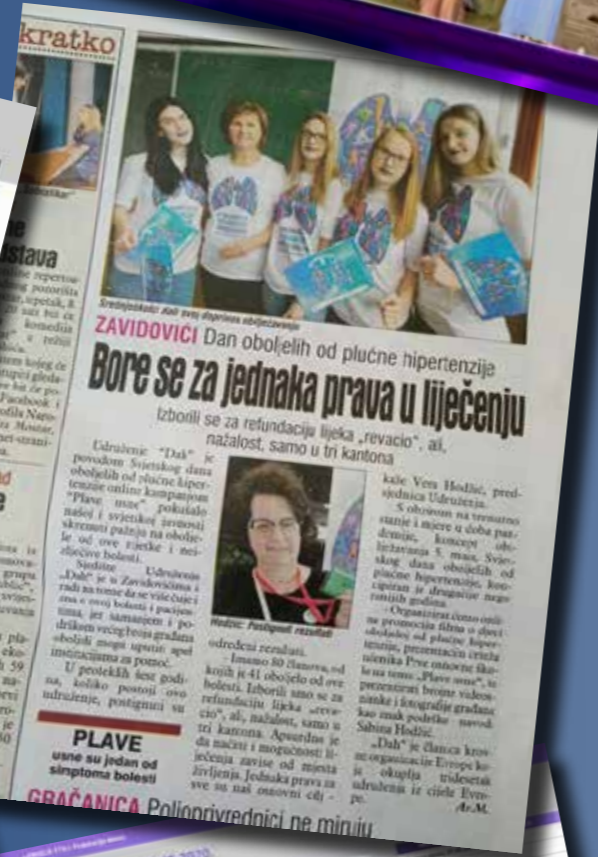 kratko
stava
komedija
Facebook i
Srednjoškolci dali svoj doprinos obilježavanju
ZAVIDOVIĆI Dan oboljelih od plućne hipertenzije
Bore se za jednaka prava u liječenju
Izborili se za refundaciju lijeka „revacio“, ali,
nažalost, samo u tri kantona
Udruženje "Dah" je
povodom Svjetskog dana
oboljelih od plućne hiper-
tenzije online kampanjom
"Plave usne" pokušalo
našoj i svjetskoj javnosti
skrenuti pažnju na obolje-
le od ove rijetke i neiz-
lječive bolesti.
Sjedište Udruženja
„Dah“ je u Zavidovićima i
radi na tome da se više čuje i
zna o ovoj bolesti i pacijen-
tima, jer saznanjem i po-
drškom većeg broja građana
oboljeli mogu uputiti apel
institucijama za pomoć.
U proteklih šest godi-
na, koliko postoji ovo
udruženje, postignuti su
PLAVE
usne su jedan od
simptoma bolesti
Hodžić: Postignuti rezultati
određeni rezultati.
- Imamo 80 članova, od
kojih je 41 oboljelo od ove
bolesti. Izborili smo se za
refundaciju lijeka „reva-
cio“, ali, nažalost, samo u
tri kantona. Apsurdno je
da načini i mogućnosti li-
ječenja zavise od mjesta
življenja. Jednaka prava za
sve su naš osnovni cilj -
kaže Vera Hodžić, pred-
sjednica Udruženja.
S obzirom na trenutno
stanje i mjere u doba pan-
demije, koncept obi-
lježavanja 5. maja, Svjet-
skog dana oboljelih od
plućne hipertenzije, kon-
cipiran je drugačije nego
ranijih godina.
- Organizirat ćemo onli-
ne promociju filma o djeci
oboljeloj od plućne hiper-
tenzije, prezentaciju crteža
učenika Prve osnovne ško-
le na temu „Plave usne“, te
prezentirati brojne videos-
nimke i fotografije građana
kao znak podrške - navodi
Sabina Hodžić.
„Dah“ je članica krov-
ne organizacije Evrope ko-
ja okuplja tridesetak
udruženja iz cijele Evro-
pe.
Ar.M.
GRAČANICA Poljoprivrednici ne miruju